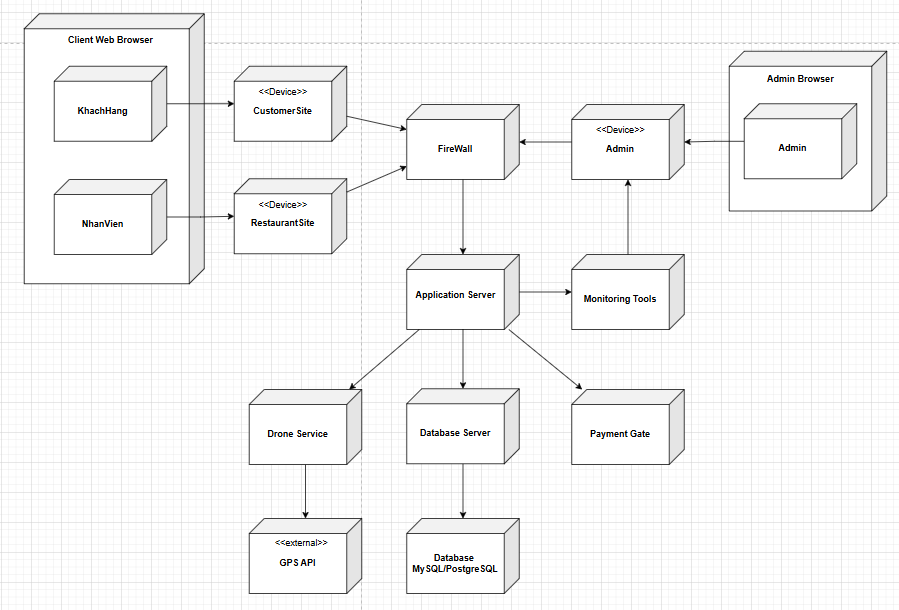 Client Web Browser
KhachHang
NhanVien
<<Device>>
CustomerSite
<<Device>>
RestaurantSite
FireWall
<<Device>>
Admin
Admin Browser
Admin
Application Server
Monitoring Tools
Drone Service
Database Server
Payment Gate
<<external>>
GPS API
Database
MySQL/PostgreSQL